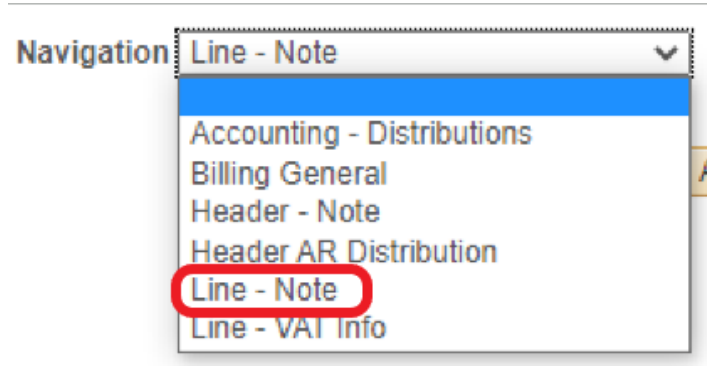 Navigation Line - Note
Accounting - Distributions
Billing General
Header - Note
Header AR Distribution
Line - Note
Line - VAT Info